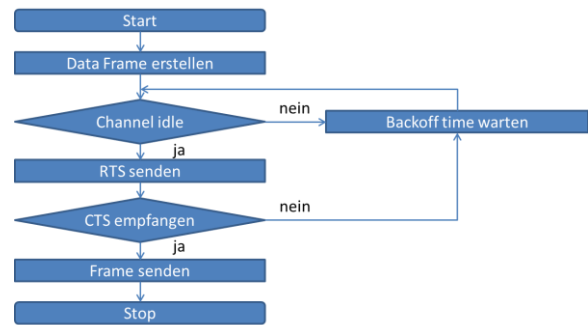 Start
Data Frame erstellen
nein
Channel idle
Backoff time warten
ja
RTS senden
nein
CTS empfangen
ja
Frame senden
Stop